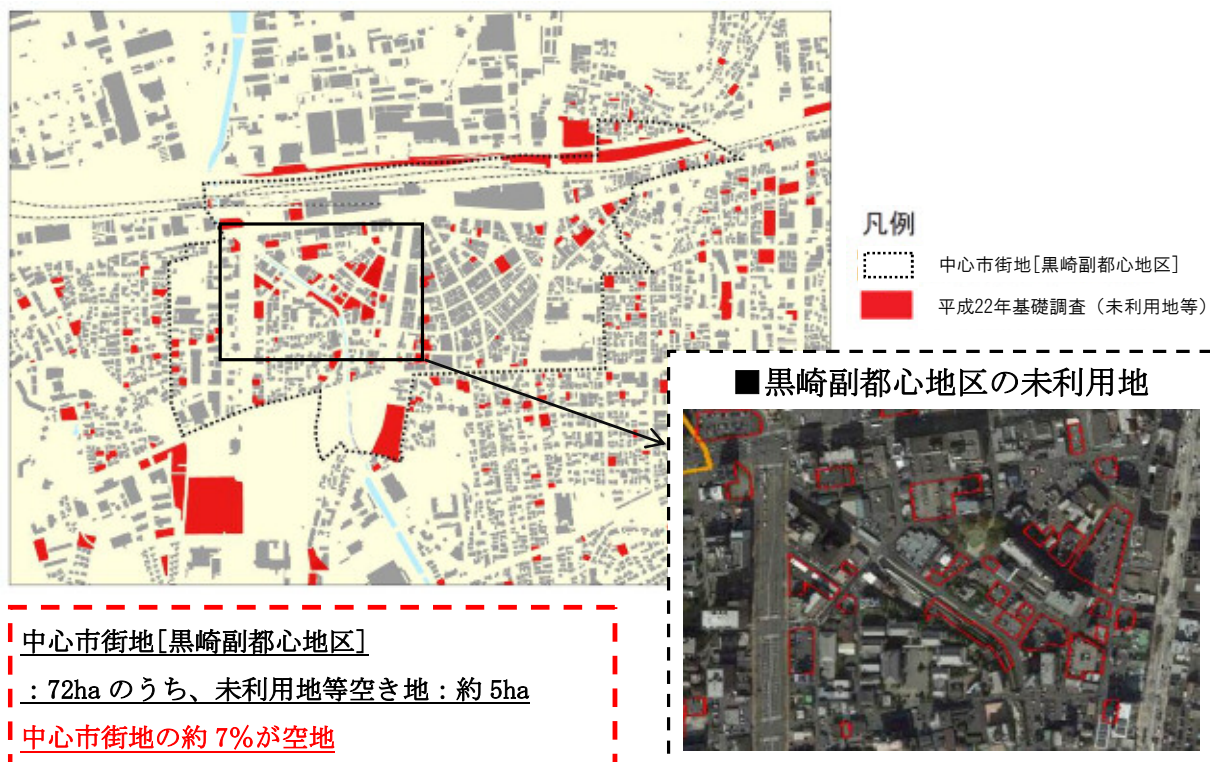 凡例
中心市街地[黒崎副都心地区]
平成22年基礎調査（未利用地等）
■黒崎副都心地区の未利用地
中心市街地[黒崎副都心地区]
：72ha のうち、未利用地等空き地：約 5ha
中心市街地の約 7%が空地